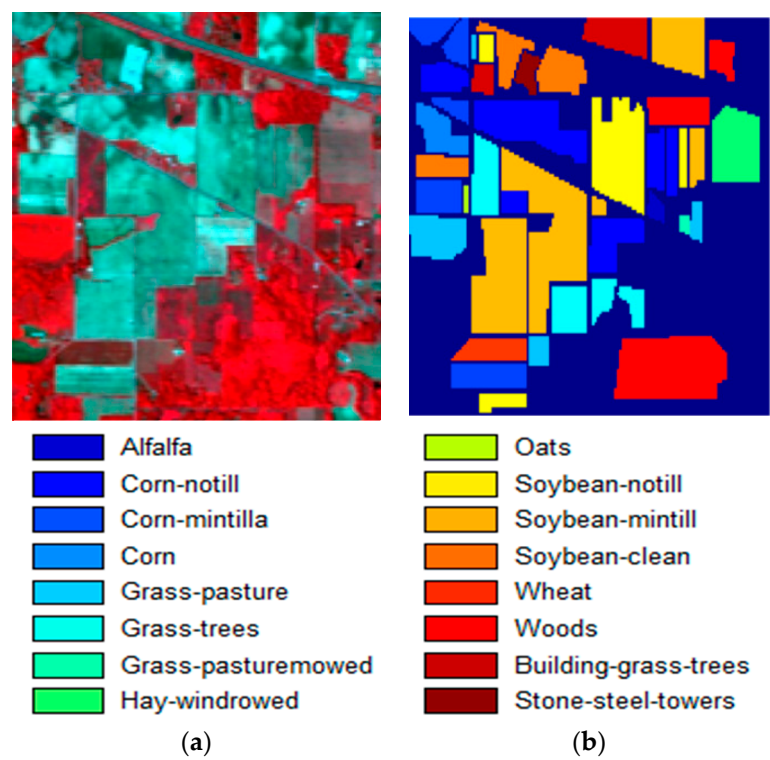 Alfalfa
Corn-notill
Corn-mintilla
Corn
Grass-pasture
Grass-trees
Grass-pasturemowed
Hay-windrowed
Oats
Soybean-notill
Soybean-mintill
Soybean-clean
Wheat
Woods
Building-grass-trees
Stone-steel-towers
(a)
(b)